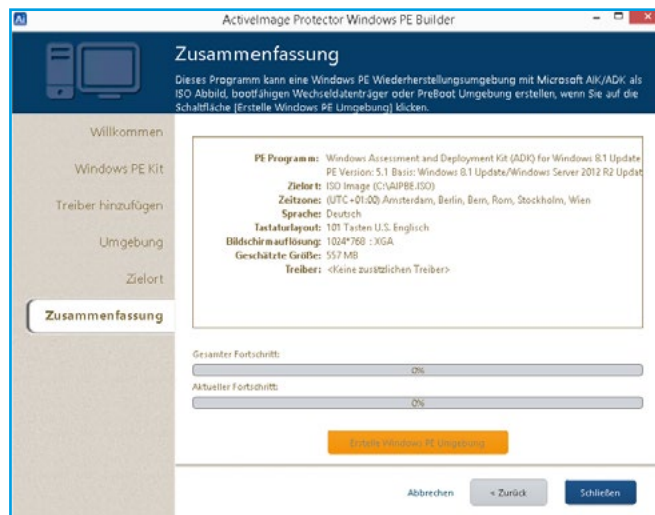 Ai
ActiveImage Protector Windows PE Builder
Zusammenfassung
Dieses Programm kann eine Windows PE Wiederherstellungsumgebung mit Microsoft AIK/ADK als
ISO Abbild, bootfähigen Wechseldatenträger oder PreBoot Umgebung erstellen, wenn Sie auf die
Schaltfläche [Erstelle Windows PE Umgebung] klicken.
Willkommen
Windows PE Kit
Treiber hinzufügen
Umgebung
Zielort
Zusammenfassung
PE Programm: Windows Assessment and Deployment Kit (ADK) for Windows 8.1 Update
PE Version: 5.1 Basis: Windows 8.1 Update/Windows Server 2012 R2 Updat
Zielort: ISO Image (C:\AIPBE.ISO)
Zeitzone: (UTC+01:00) Amsterdam, Berlin, Bern, Rom, Stockholm, Wien
Sprache: Deutsch
Tastaturlayout: 101 Tasten U.S. Englisch
Bildschirmauflösung: 1024*768 : XGA
Geschätzte Größe: 557 MB
Treiber: <Keine zusätzlichen Treiber>
Gesamter Fortschritt:
0%
Aktueller Fortschritt:
0%
Erstelle Windows PE Umgebung
Abbrechen
< Zurück
Schließen